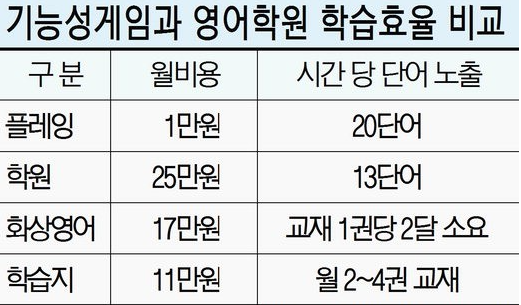 기능성게임과 영어학원 학습효율 비교
구 분 월비용 시간 당 단어 노출
플레잉 1만원 20단어
학원 25만원 13단어
화상영어 17만원 교재 1권당 2달 소요
학습지 11만원 월 2~4권 교재